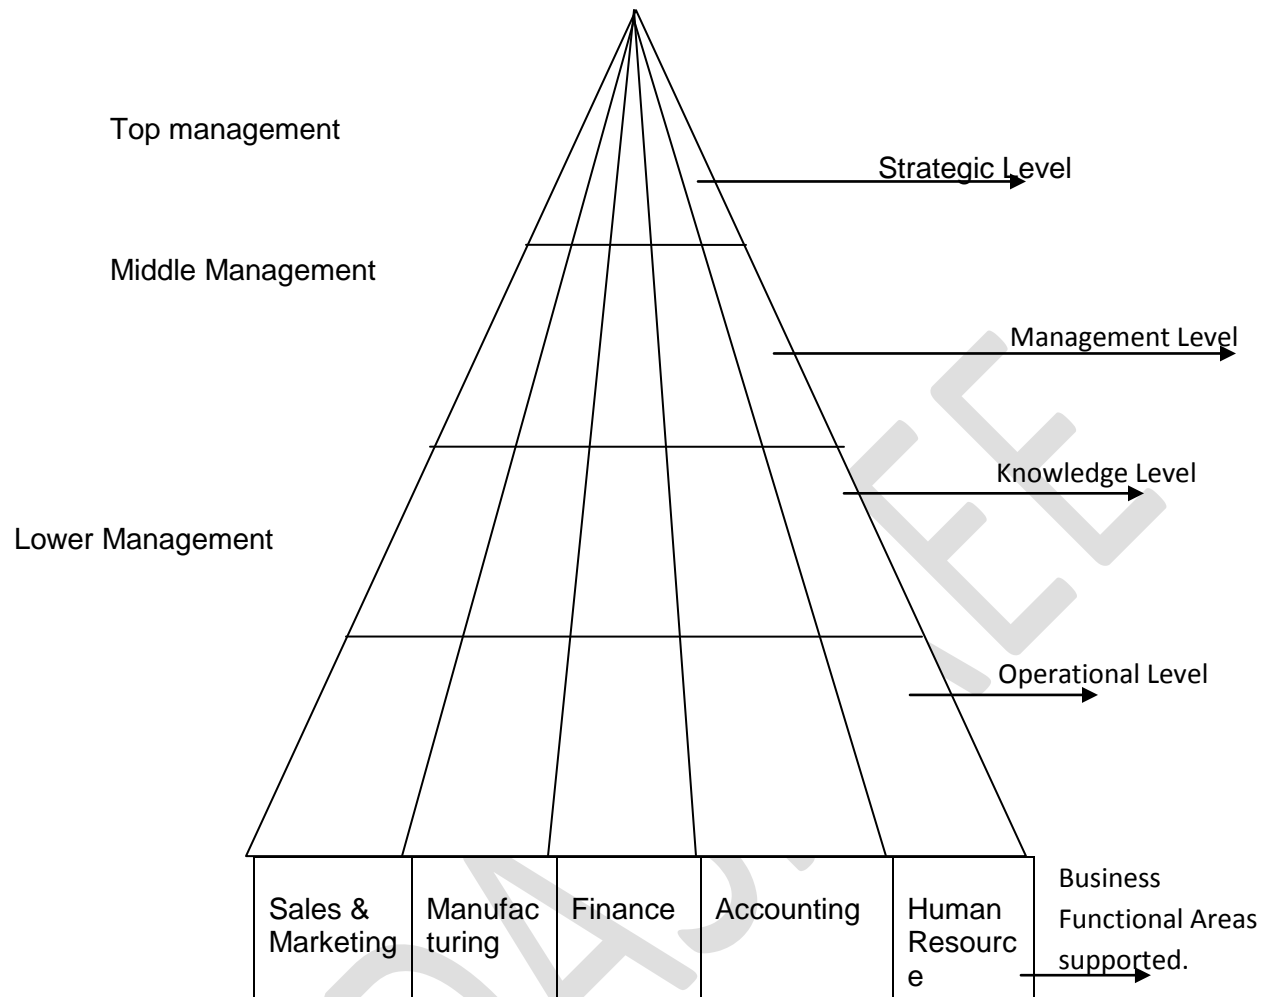 Top management
Strategic Level
Middle Management
Management Level
Knowledge Level
Lower Management
Operational Level
Sales &
Marketing
Manufac
turing
Finance
Accounting
Human
Resourc
e
Business
Functional Areas
supported.